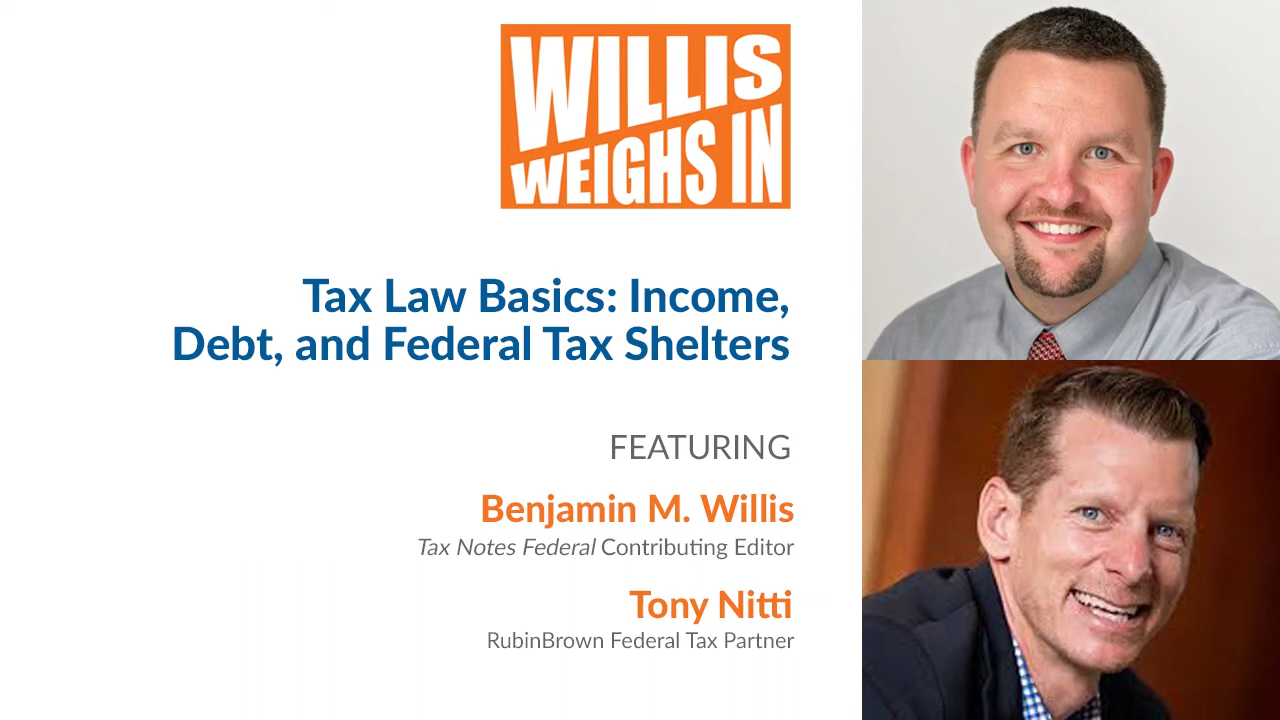 WILLIS
WEIGHS IN
Tax Law Basics: Income,
Debt, and Federal Tax Shelters
FEATURING
Benjamin M. Willis
Tax Notes Federal Contributing Editor
Tony Nitti
RubinBrown Federal Tax Partner